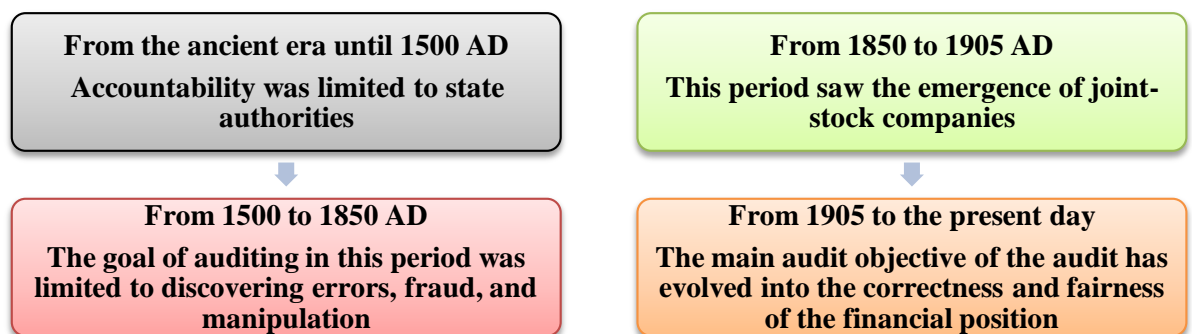 From the ancient era until 1500 AD
Accountability was limited to state
authorities
From 1500 to 1850 AD
The goal of auditing in this period was
limited to discovering errors, fraud, and
manipulation
From 1850 to 1905 AD
This period saw the emergence of joint-
stock companies
From 1905 to the present day
The main audit objective of the audit has
evolved into the correctness and fairness
of the financial position